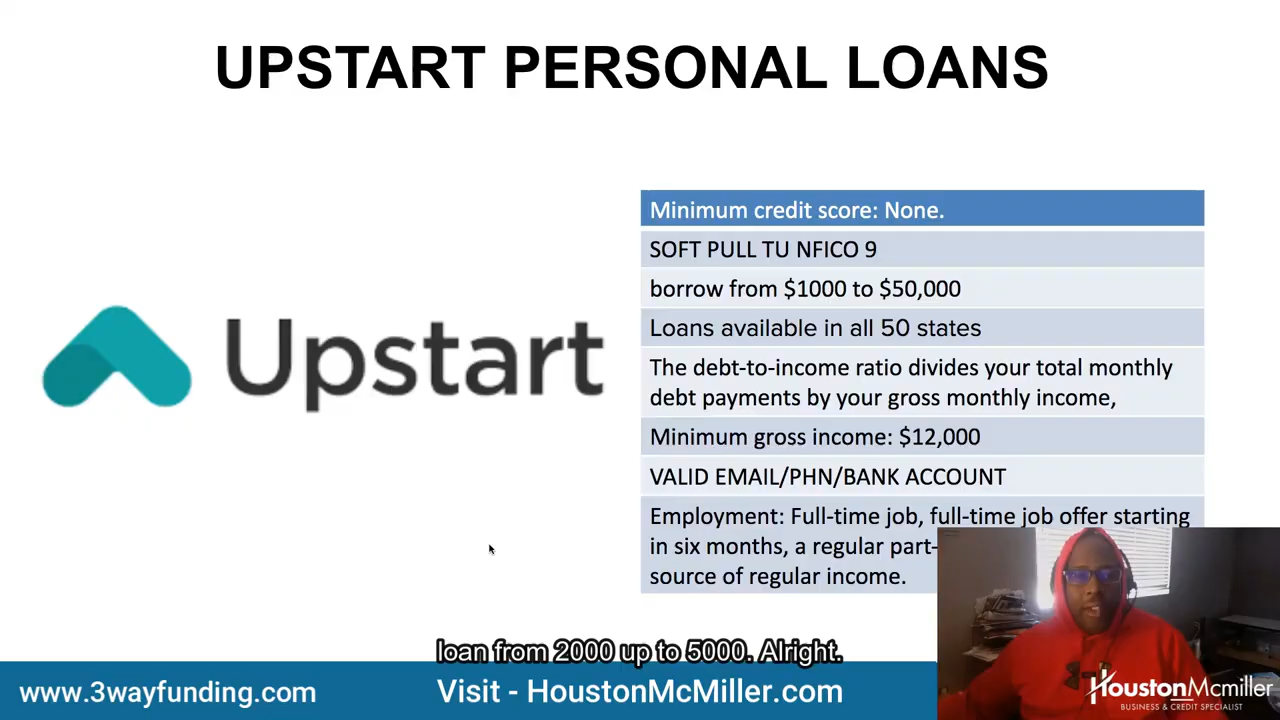 UPSTART PERSONAL LOANS
Upstart
Minimum credit score: None.
SOFT PULL TU NFICO 9
borrow from $1000 to $50,000
Loans available in all 50 states
The debt-to-income ratio divides your total monthly
debt payments by your gross monthly income,
Minimum gross income: $12,000
VALID EMAIL/PHN/BANK ACCOUNT
Employment: Full-time job, full-time job offer starting
in six months, a regular part-
source of regular income.
loan from 2000 up to 5000. Alright.
www.3wayfunding.com
Visit - HoustonMcMiller.com
HoustonMcmiller
BUSINESS & CREDIT SPECIALIST